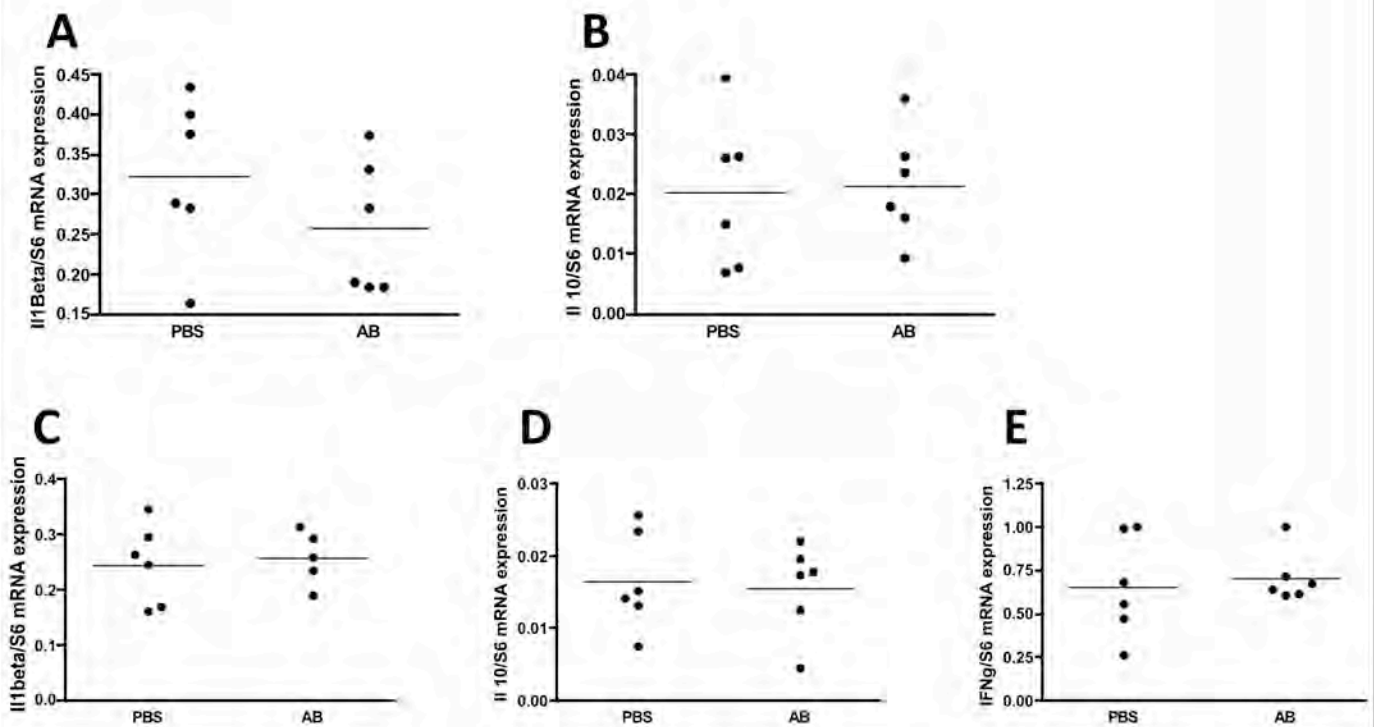 A
B
Il1Beta/S6 mRNA expression
0.45
0.40
0.35
0.30
0.25
0.20
0.15
PBS
AB
Il 10/S6 mRNA expression
0.04
0.03
0.02
0.01
0.00
PBS
AB
C
D
E
Il1beta/S6 mRNA expression
0.4
0.3
0.2
0.1
0.0
PBS
AB
Il 10/S6 mRNA expression
0.03
0.02
0.01
0.00
PBS
AB
IFNg/S6 mRNA expression
1.25
1.00
0.75
0.50
0.25
0.00
PBS
AB